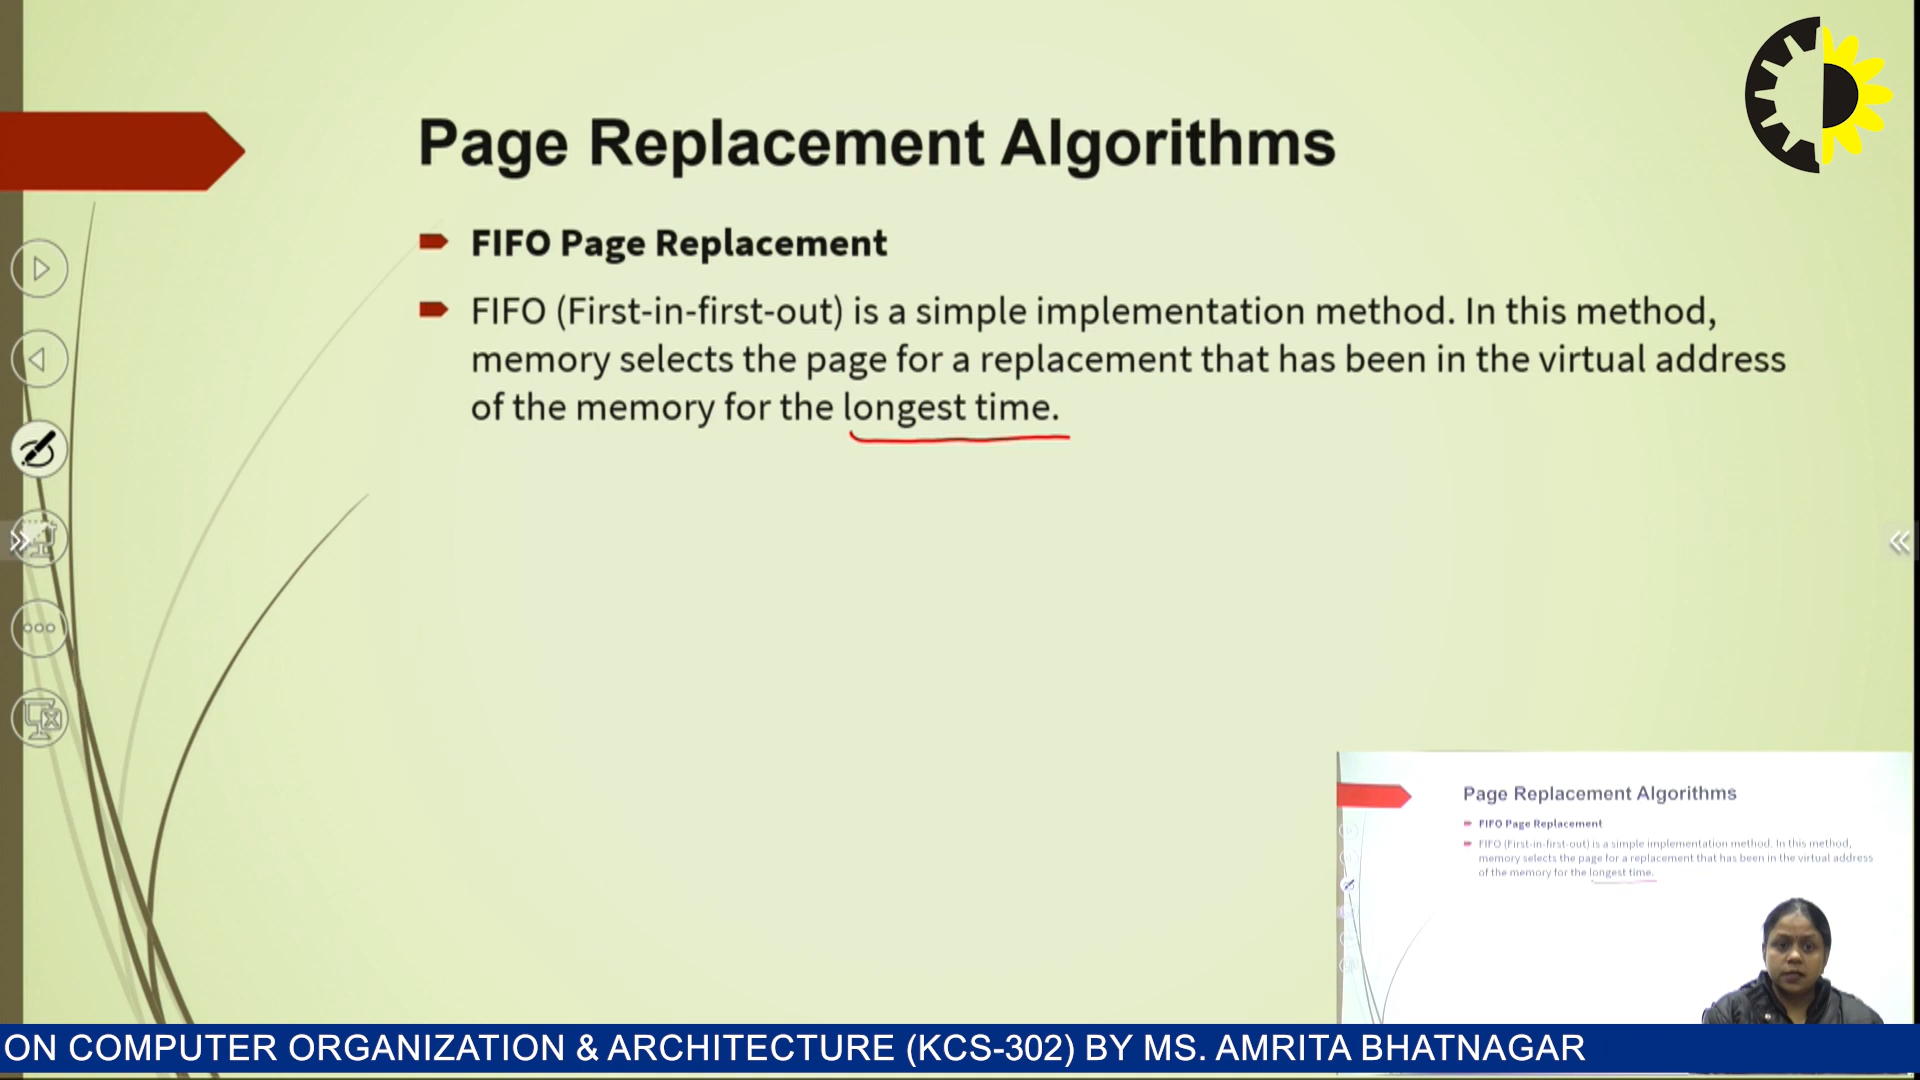 Page Replacement Algorithms
FIFO Page Replacement
FIFO (First-in-first-out) is a simple implementation method. In this method,
memory selects the page for a replacement that has been in the virtual address
of the memory for the longest time.
Page Replacement Algorithms
FIFO Page Replacement
FIFO (First-in-first-out) is a simple implementation method. In this method,
memory selects the page for a replacement that has been in the virtual address
of the memory for the longest time.
ON COMPUTER ORGANIZATION & ARCHITECTURE (KCS-302) BY MS. AMRITA BHATNAGAR